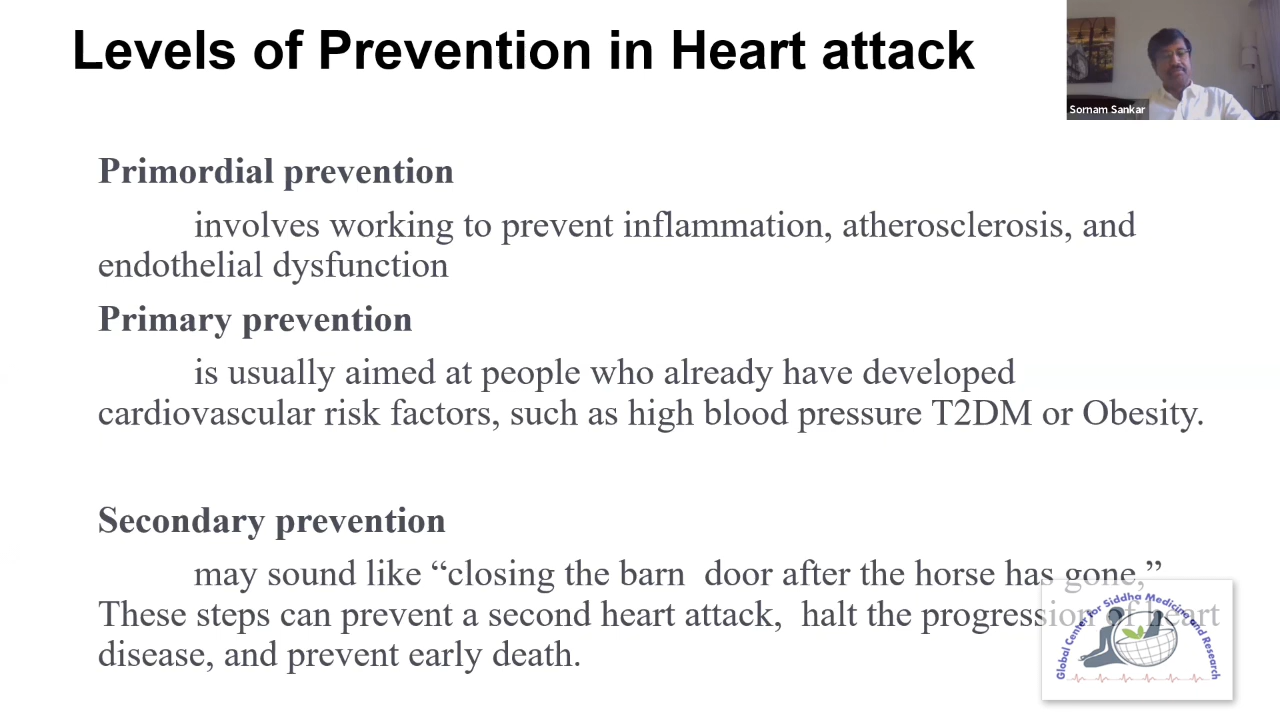 Levels of Prevention in Heart attack
Sornam Sankar
Primordial prevention
involves working to prevent inflammation, atherosclerosis, and
endothelial dysfunction
Primary prevention
is usually aimed at people who already have developed
cardiovascular risk factors, such as high blood pressure T2DM or Obesity.
Secondary prevention
may sound like “closing the barn door after the horse has gone,”
These steps can prevent a second heart attack, halt the progression of heart
disease, and prevent early death.
Global Center for Siddha Medicine and Research